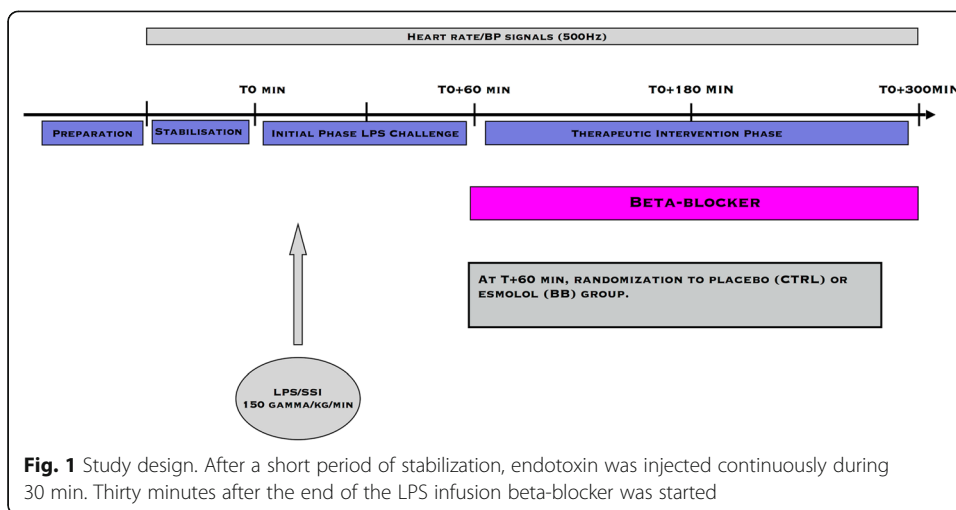 HEART RATE/BP SIGNALS (500HZ)
T0 MIN
T0+60 MIN
T0+180 MIN
T0+300MIN
PREPARATION
STABILISATION
INITIAL PHASE LPS CHALLENGE
THERAPEUTIC INTERVENTION PHASE
BETA-BLOCKER
AT T+60 MIN, RANDOMIZATION TO PLACEBO (CTRL) OR
ESMOLOL (BB) GROUP.
LPS/SSI
150 GAMMA/KG/MIN
Fig. 1 Study design. After a short period of stabilization, endotoxin was injected continuously during
30 min. Thirty minutes after the end of the LPS infusion beta-blocker was started